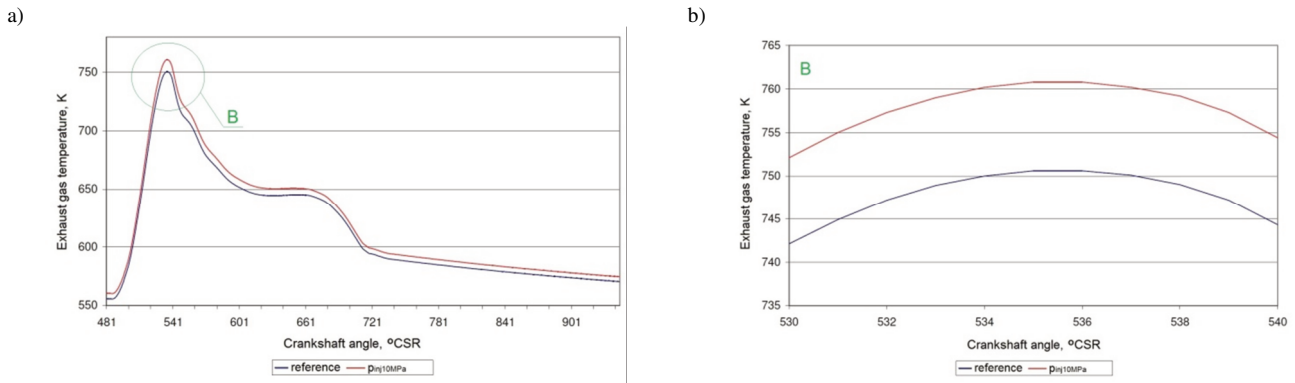 a)
Exhaust gas temperature, K
750
700
650
600
550
B
481 541 601 661 721 781 841 901
Crankshaft angle, ºCSR
reference pinj10MPa
b)
Exhaust gas temperature, K
765
760
755
750
745
740
735
B
530 532 534 536 538 540
Crankshaft angle, ºCSR
reference pinj10MPa